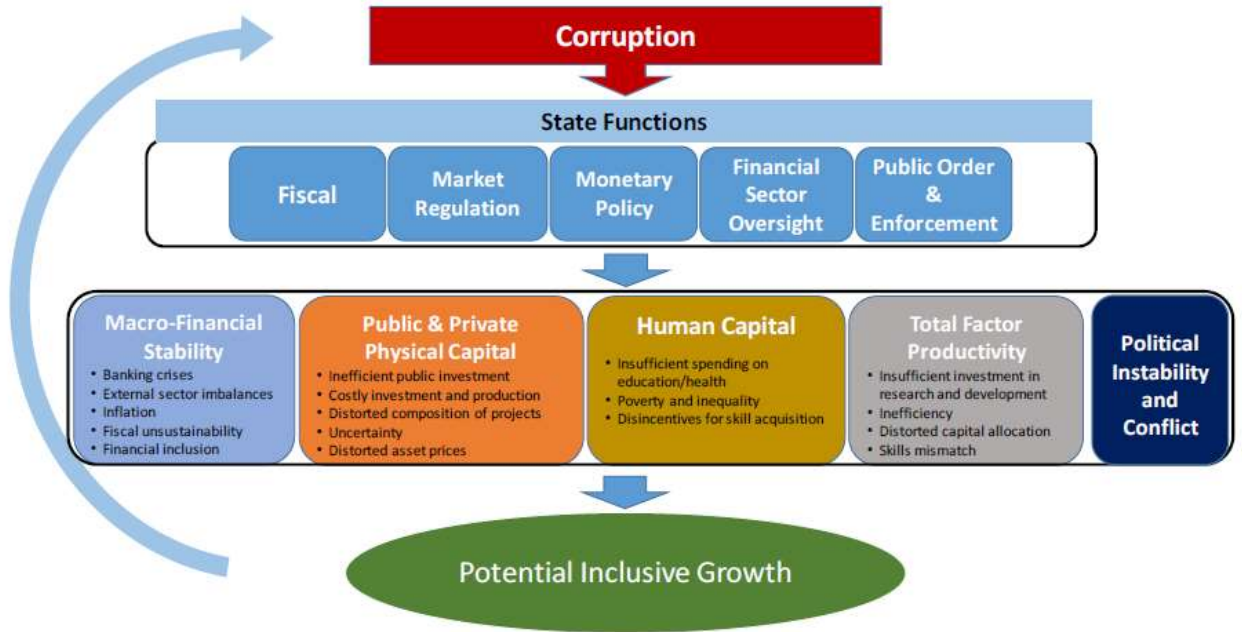 Corruption
State Functions
Fiscal
Market
Regulation
Monetary
Policy
Financial
Sector
Oversight
Public Order
&
Enforcement
Macro-Financial
Stability
• Banking crises
• External sector imbalances
• Inflation
• Fiscal unsustainability
• Financial inclusion
Public & Private
Physical Capital
• Inefficient public investment
• Costly investment and production
• Distorted composition of projects
• Uncertainty
• Distorted asset prices
Human Capital
• Insufficient spending on
education/health
• Poverty and inequality
• Disincentives for skill acquisition
Total Factor
Productivity
• Insufficient investment in
research and development
• Inefficiency
• Distorted capital allocation
• Skills mismatch
Political
Instability
and
Conflict
Potential Inclusive Growth